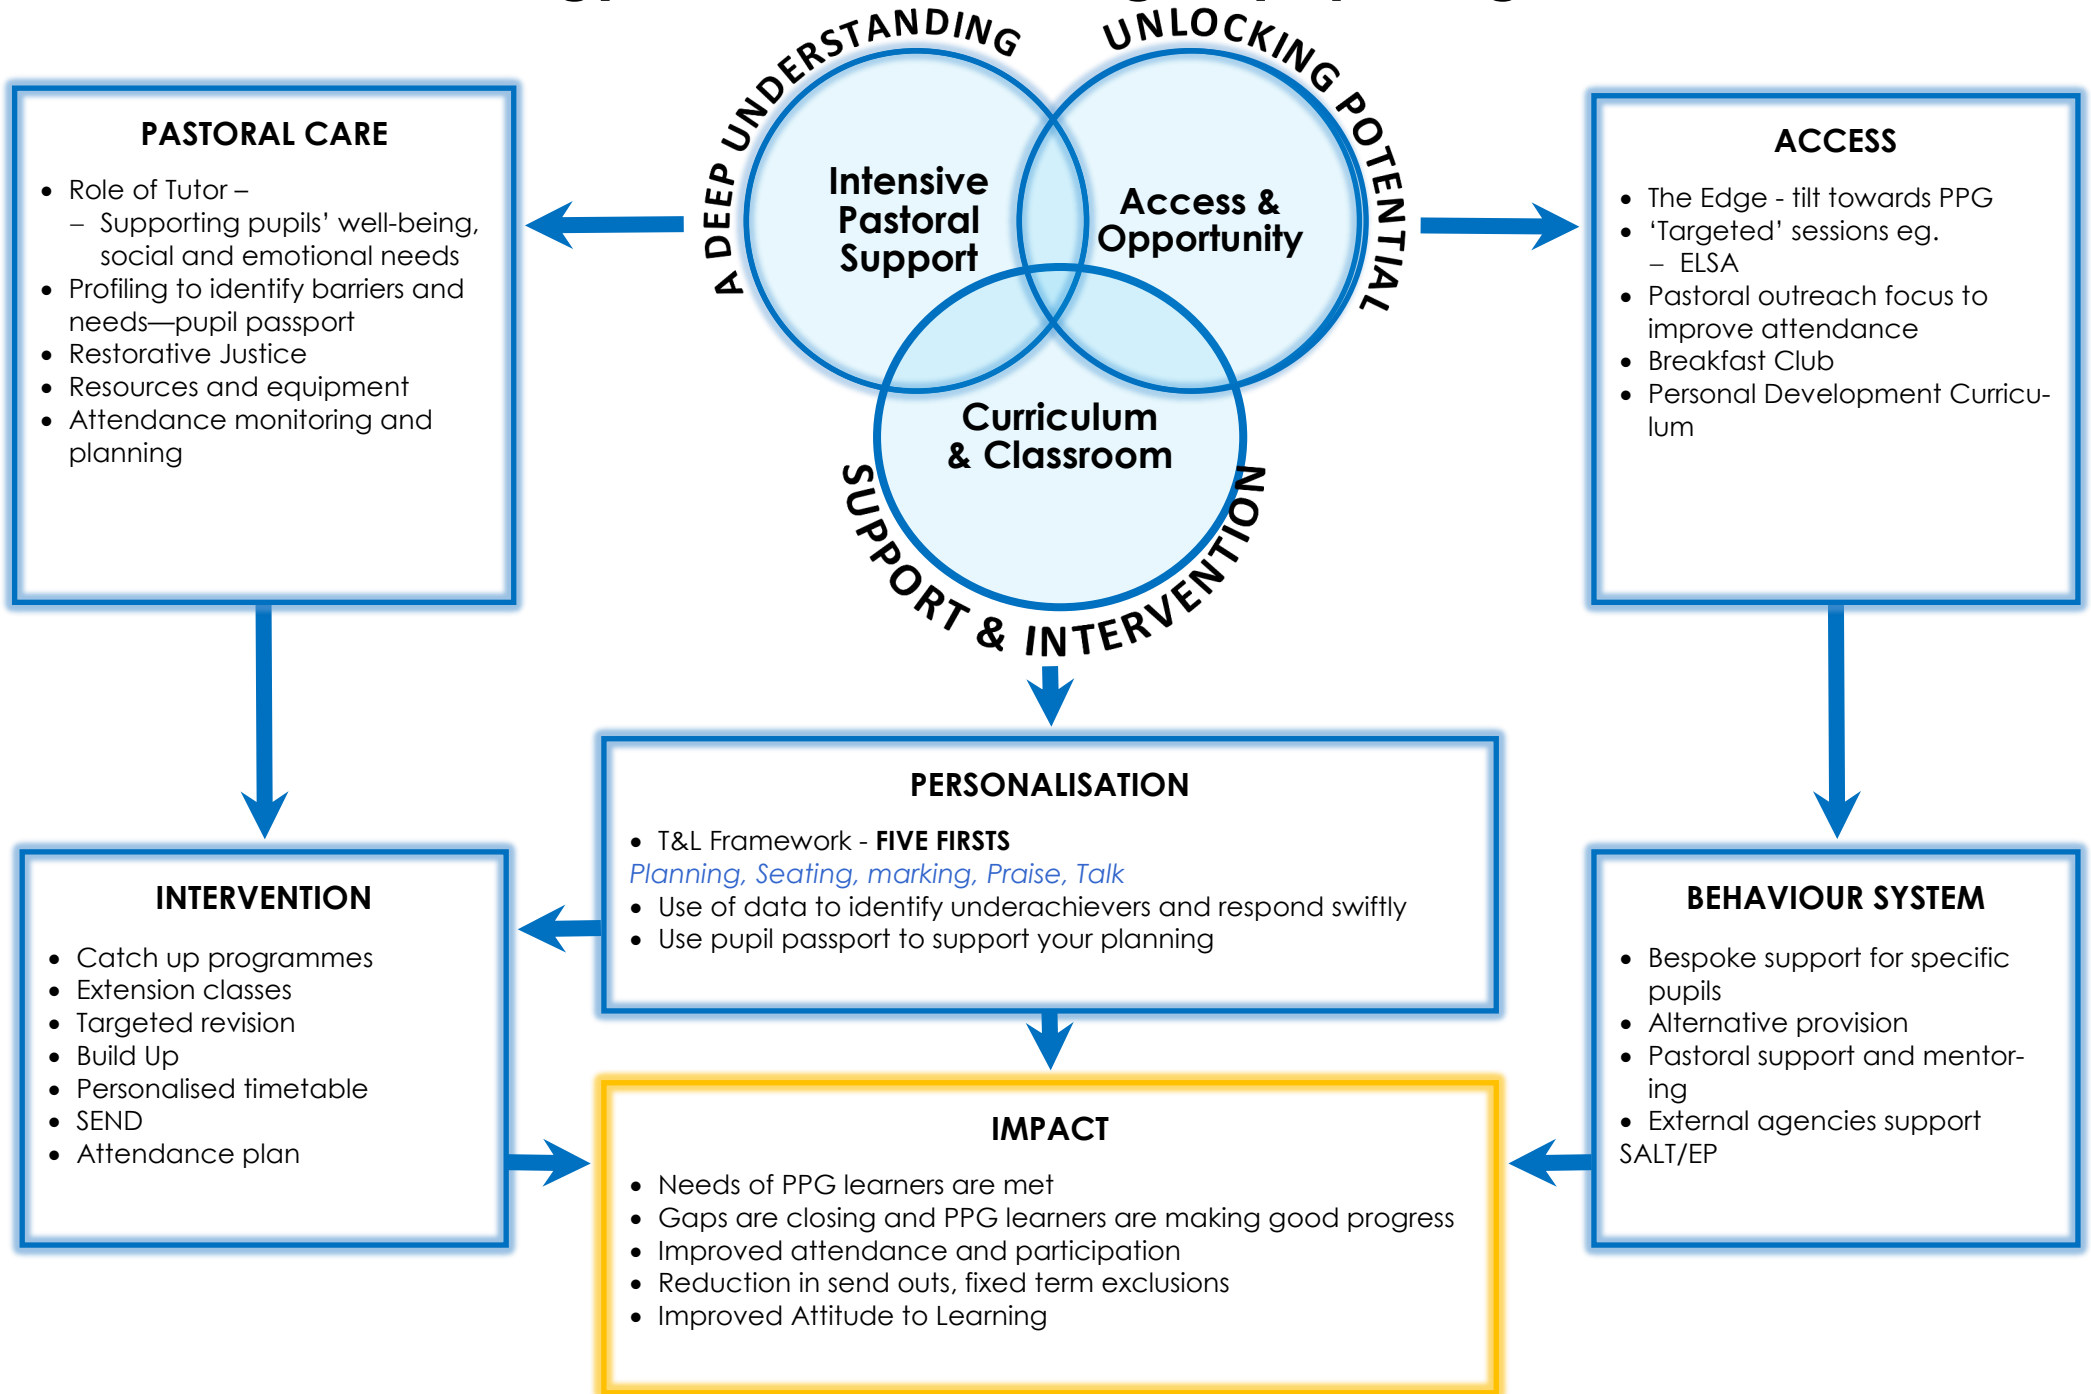 A DEEP UNDERSTANDING
UNLOCKING POTENTIAL
SUPPORT & INTERVENTION
Intensive
Pastoral
Support
Access &
Opportunity
Curriculum
& Classroom
PASTORAL CARE
• Role of Tutor –
– Supporting pupils’ well-being,
social and emotional needs
• Profiling to identify barriers and
needs—pupil passport
• Restorative Justice
• Resources and equipment
• Attendance monitoring and
planning
ACCESS
• The Edge - tilt towards PPG
• ‘Targeted’ sessions eg.
– ELSA
• Pastoral outreach focus to
improve attendance
• Breakfast Club
• Personal Development Curricu-
lum
PERSONALISATION
• T&L Framework - FIVE FIRSTS
Planning, Seating, marking, Praise, Talk
• Use of data to identify underachievers and respond swiftly
• Use pupil passport to support your planning
INTERVENTION
• Catch up programmes
• Extension classes
• Targeted revision
• Build Up
• Personalised timetable
• SEND
• Attendance plan
BEHAVIOUR SYSTEM
• Bespoke support for specific
pupils
• Alternative provision
• Pastoral support and mentor-
ing
• External agencies support
SALT/EP
IMPACT
• Needs of PPG learners are met
• Gaps are closing and PPG learners are making good progress
• Improved attendance and participation
• Reduction in send outs, fixed term exclusions
• Improved Attitude to Learning